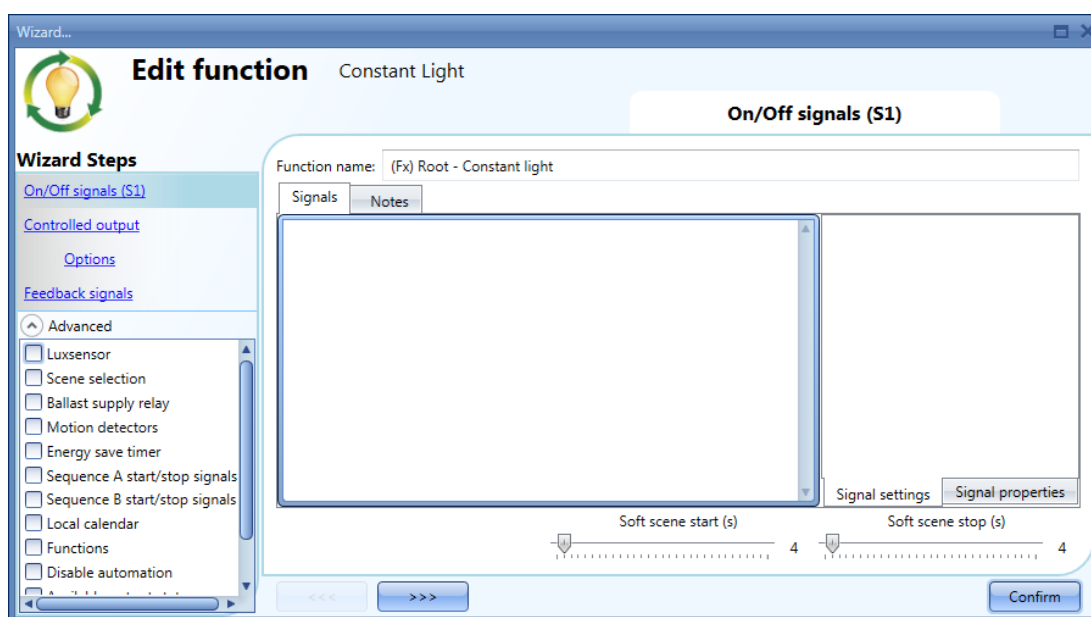 Wizard...
Edit function Constant Light
On/Off signals (S1)
Wizard Steps
On/Off signals (S1)
Controlled output
Options
Feedback signals
Advanced
Luxsensor
Scene selection
Ballast supply relay
Motion detectors
Energy save timer
Sequence A start/stop signals
Sequence B start/stop signals
Local calendar
Functions
Disable automation
Function name: (Fx) Root - Constant light
Signals Notes
Signal settings Signal properties
Soft scene start (s) Soft scene stop (s)
4 4
<<< >>> Confirm